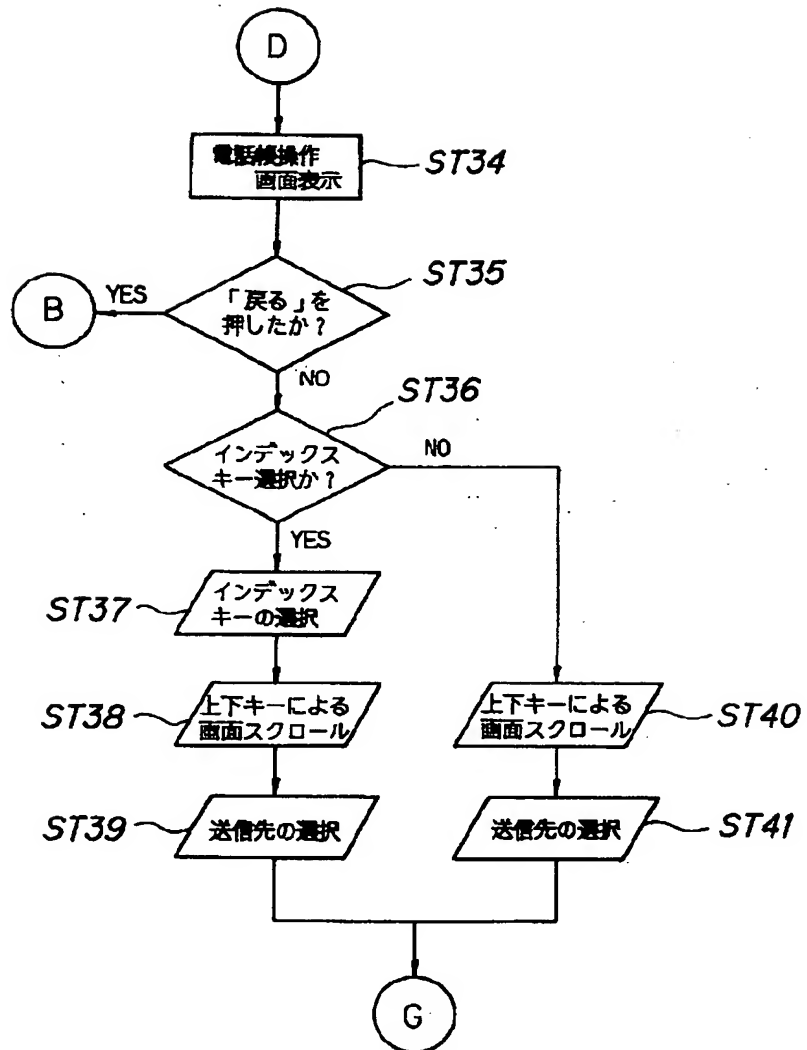 D
電話帳操作
画面表示
ST34
ST35
B
YES
「戻る」を
押したか？
NO
ST36
インデックス
キー選択か？
NO
YES
ST37
インデックス
キーの選択
ST38
上下キーによる
画面スクロール
上下キーによる
画面スクロール
ST40
ST39
送信先の選択
送信先の選択
ST41
G